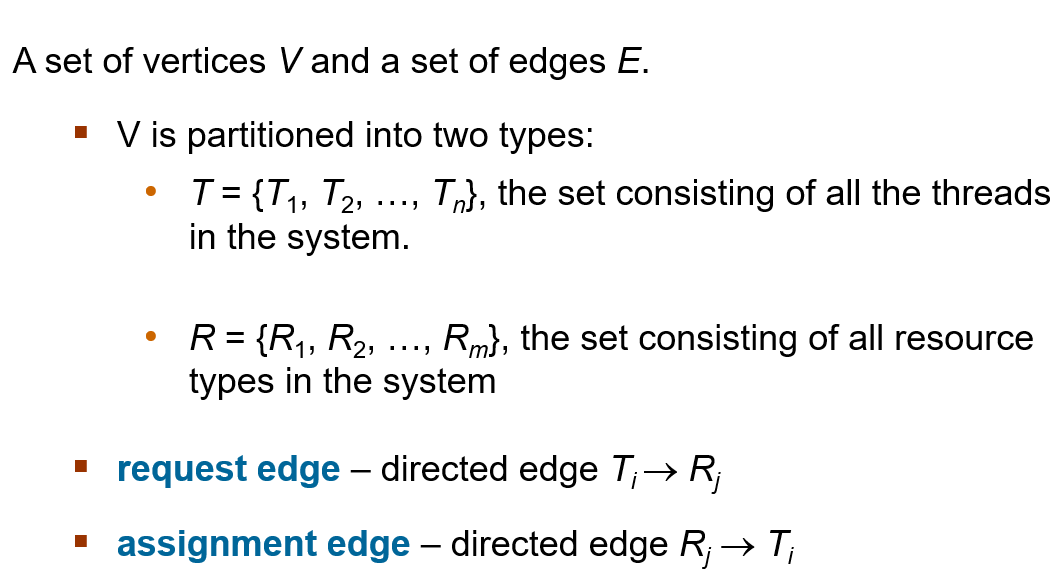 A set of vertices V and a set of edges E.
▪ V is partitioned into two types:
• T = {T1, T2, …, Tn}, the set consisting of all the threads
in the system.
• R = {R1, R2, …, Rm}, the set consisting of all resource
types in the system
▪ request edge – directed edge Ti → Rj
▪ assignment edge – directed edge Rj → Ti